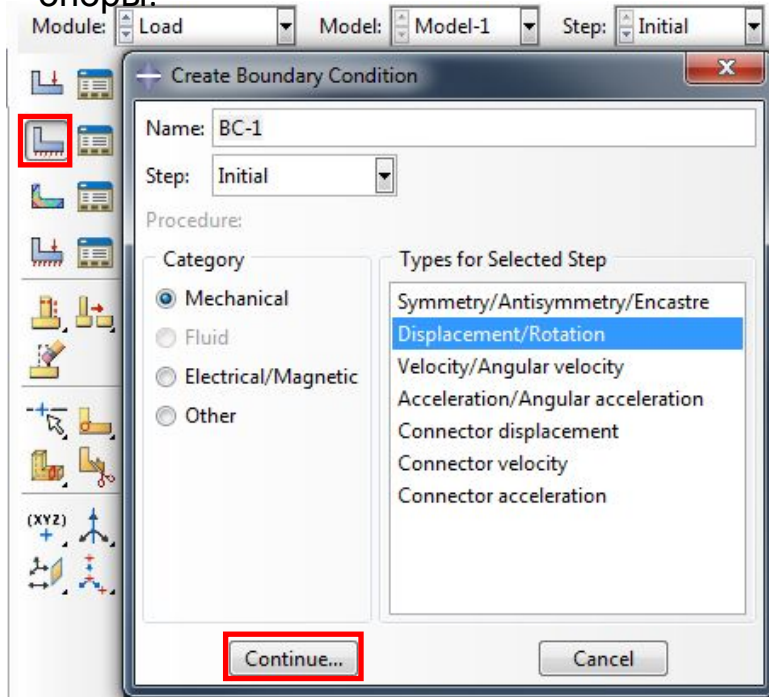 опоры.
Module: Load Model: Model-1 Step: Initial
Create Boundary Condition
Name: BC-1
Step: Initial
Procedure:
Category
Types for Selected Step
Mechanical
Fluid
Electrical/Magnetic
Other
Symmetry/Antisymmetry/Encastre
Displacement/Rotation
Velocity/Angular velocity
Acceleration/Angular acceleration
Connector displacement
Connector velocity
Connector acceleration
(XYZ)
Continue... Cancel